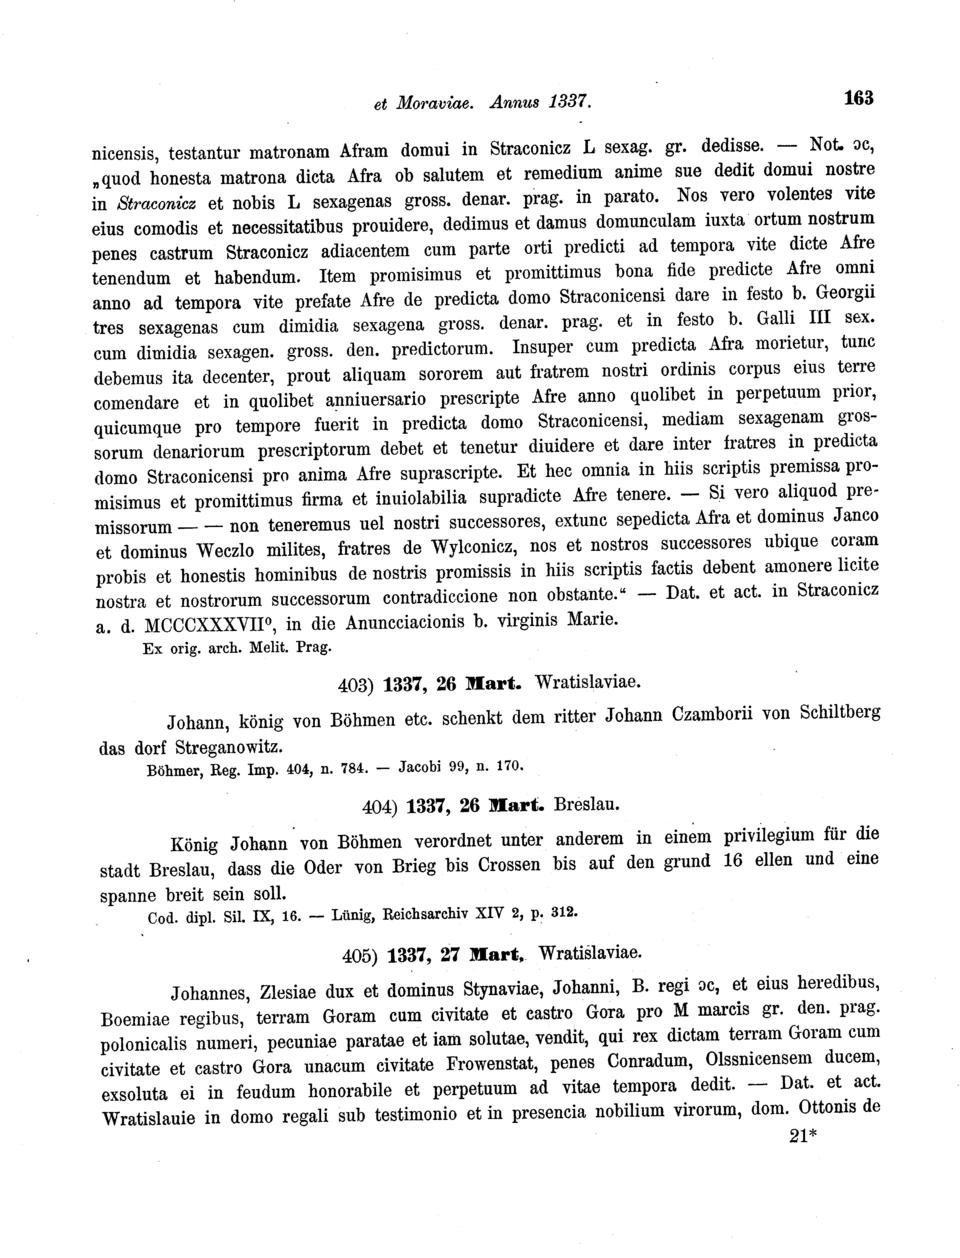 et Moraviae. Annus 1337. 163
nicensis, testantur matronam Afram domui in Straconicz L sexag. gr. dedisse. — Not. ɔc,
„quod honesta matrona dicta Afra ob salutem et remedium anime sue dedit domui nostre
in Straconicz et nobis L sexagenas gross. denar. prag. in parato. Nos vero volentes vite
eius comodis et necessitatibus prouidere, dedimus et damus domunculam iuxta ortum nostrum
penes castrum Straconicz adiacentem cum parte orti predicti ad tempora vite dicte Afre
tenendum et habendum. Item promisimus et promittimus bona fide predicte Afre omni
anno ad tempora vite prefate Afre de predicta domo Straconicensi dare in festo b. Georgii
tres sexagenas cum dimidia sexagena gross. denar. prag. et in festo b. Galli III sex.
cum dimidia sexagen. gross. den. predictorum. Insuper cum predicta Afra morietur, tunc
debemus ita decenter, prout aliquam sororem aut fratrem nostri ordinis corpus eius terre
comendare et in quolibet anniuersario prescripte Afre anno quolibet in perpetuum prior,
quicumque pro tempore fuerit in predicta domo Straconicensi, mediam sexagenam gros-
sorum denariorum prescriptorum debet et tenetur diuidere et dare inter fratres in predicta
domo Straconicensi pro anima Afre suprascripte. Et hec omnia in hiis scriptis premissa pro-
misimus et promittimus firma et inuiolabilia supradicte Afre tenere. — Si vero aliquod pre-
missorum — — non teneremus uel nostri successores, extunc sepedicta Afra et dominus Janco
et dominus Weczlo milites, fratres de Wylconicz, nos et nostros successores ubique coram
probis et honestis hominibus de nostris promissis in hiis scriptis factis debent amonere licite
nostra et nostrorum successorum contradiccione non obstante.“ — Dat. et act. in Straconicz
a. d. MCCCXXXVII⁰, in die Anuncciacionis b. virginis Marie.
Ex orig. arch. Melit. Prag.
403) 1337, 26 Mart. Wratislaviae.
Johann, könig von Böhmen etc. schenkt dem ritter Johann Czamborii von Schiltberg
das dorf Streganowitz.
Böhmer, Reg. Imp. 404, n. 784. — Jacobi 99, n. 170.
404) 1337, 26 Mart. Breslau.
König Johann von Böhmen verordnet unter anderem in einem privilegium für die
stadt Breslau, dass die Oder von Brieg bis Crossen bis auf den grund 16 ellen und eine
spanne breit sein soll.
Cod. dipl. Sil. IX, 16. — Lünig, Reichsarchiv XIV 2, p. 312.
405) 1337, 27 Mart. Wratislaviae.
Johannes, Zlesiae dux et dominus Stynaviae, Johanni, B. regi ɔc, et eius heredibus,
Boemiae regibus, terram Goram cum civitate et castro Gora pro M marcis gr. den. prag.
polonicalis numeri, pecuniae paratae et iam solutae, vendit, qui rex dictam terram Goram cum
civitate et castro Gora unacum civitate Frowenstat, penes Conradum, Olssnicensem ducem,
exsoluta ei in feudum honorabile et perpetuum ad vitae tempora dedit. — Dat. et act.
Wratislauie in domo regali sub testimonio et in presencia nobilium virorum, dom. Ottonis de
21*